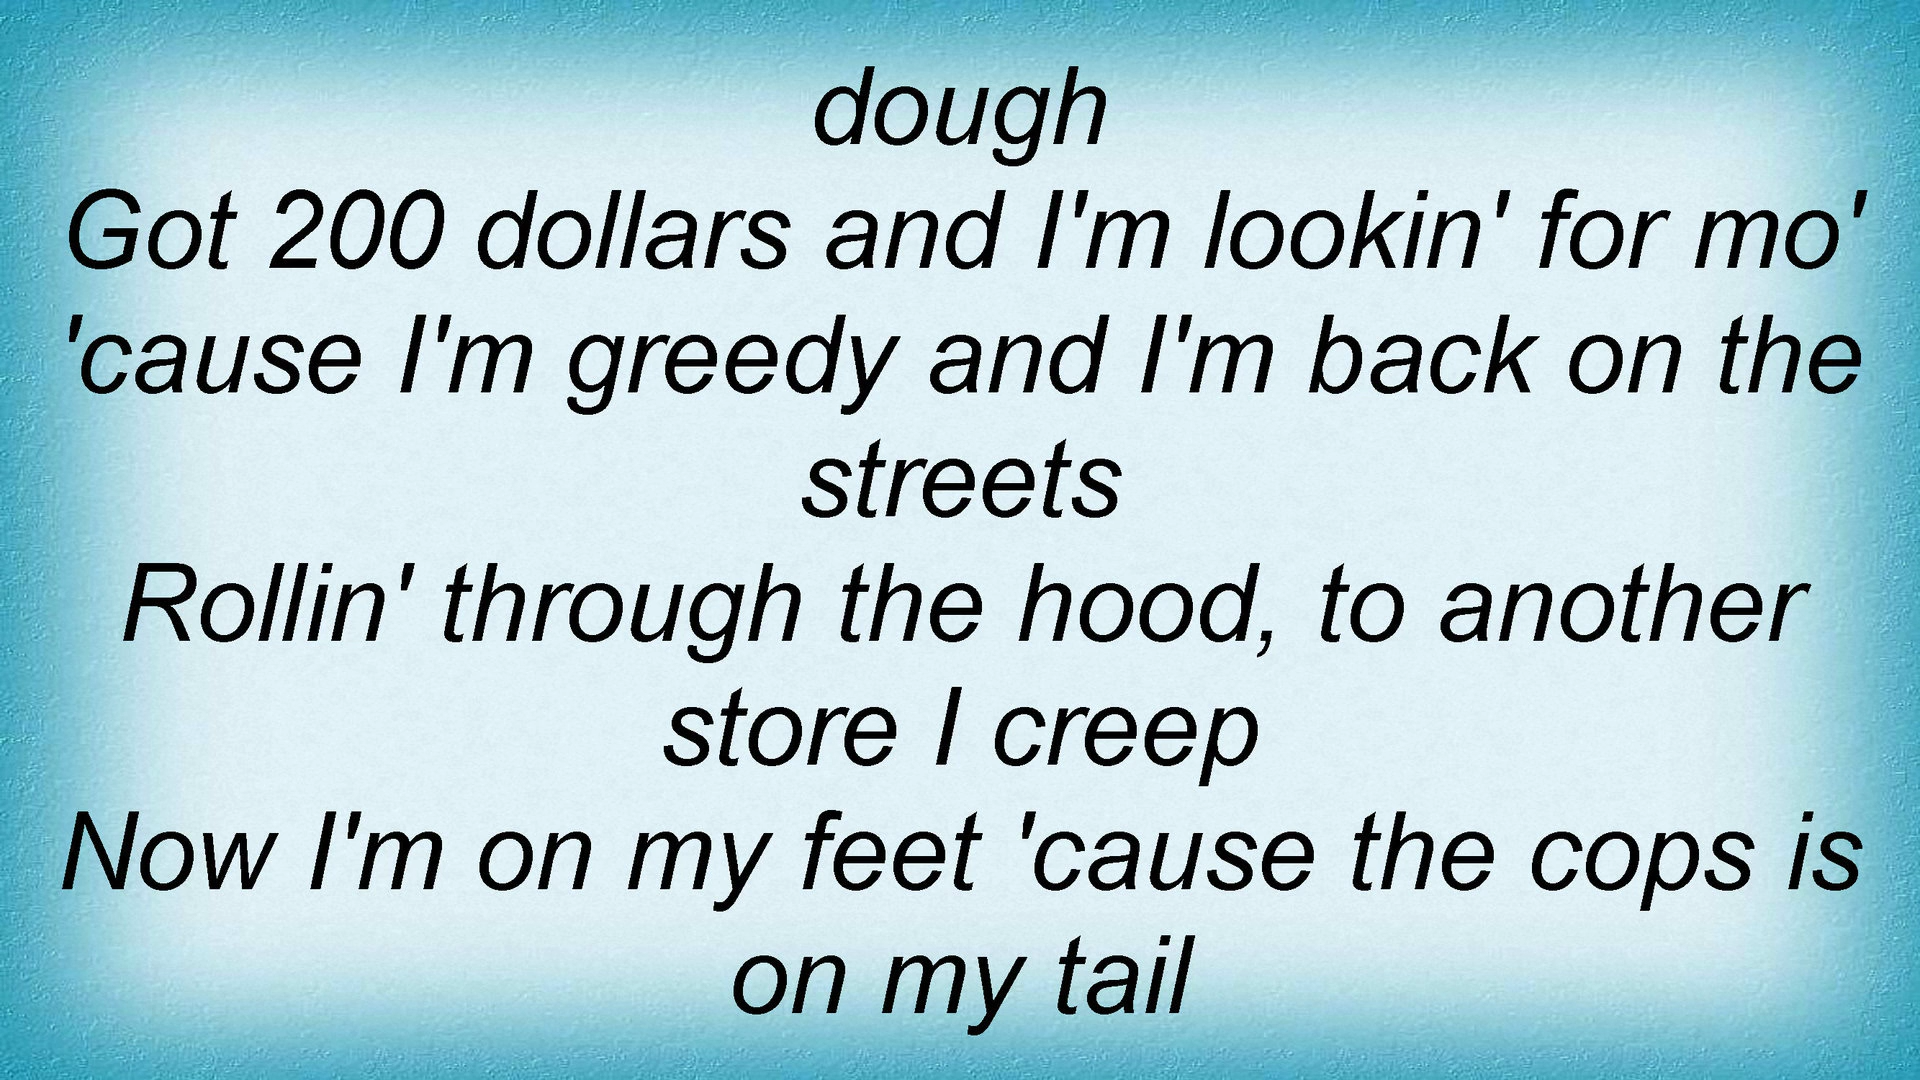 dough
Got 200 dollars and I'm lookin' for mo'
'cause I'm greedy and I'm back on the
streets
Rollin' through the hood, to another
store I creep
Now I'm on my feet 'cause the cops is
on my tail